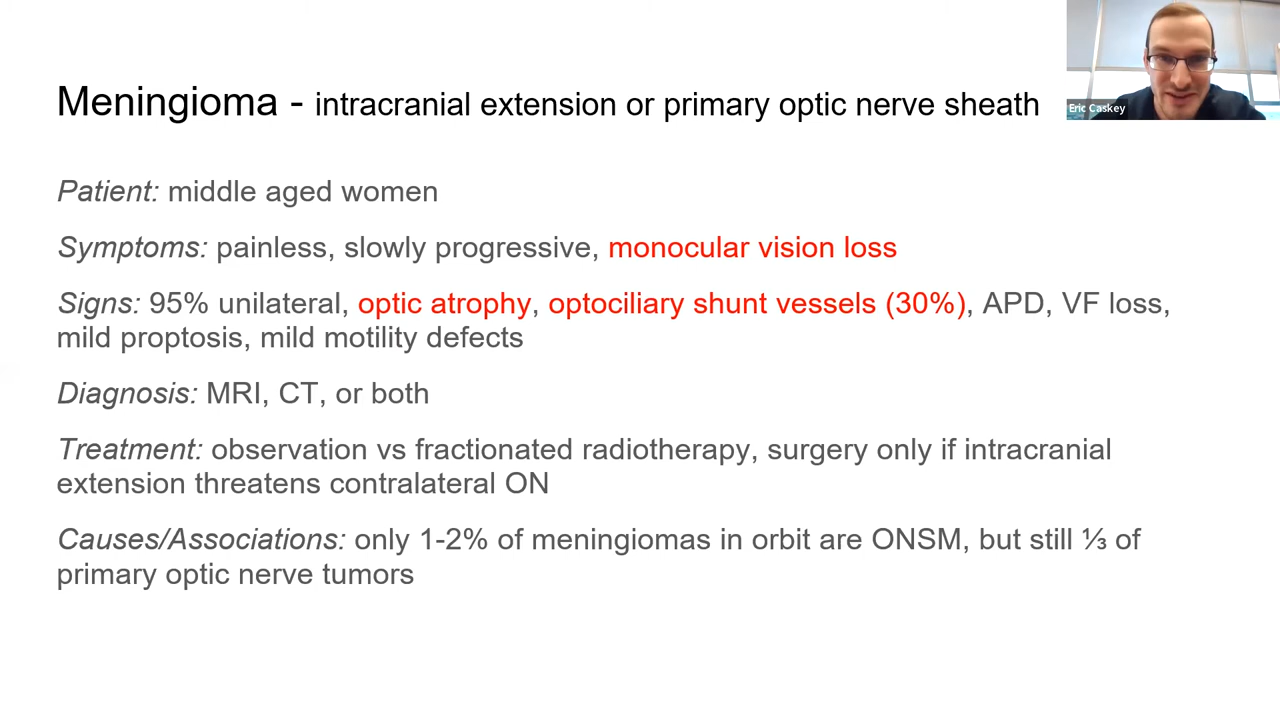 Meningioma - intracranial extension or primary optic nerve sheath
Eric Caskey
Patient: middle aged women
Symptoms: painless, slowly progressive, monocular vision loss
Signs: 95% unilateral, optic atrophy, optociliary shunt vessels (30%), APD, VF loss,
mild proptosis, mild motility defects
Diagnosis: MRI, CT, or both
Treatment: observation vs fractionated radiotherapy, surgery only if intracranial
extension threatens contralateral ON
Causes/Associations: only 1-2% of meningiomas in orbit are ONSM, but still ⅓ of
primary optic nerve tumors